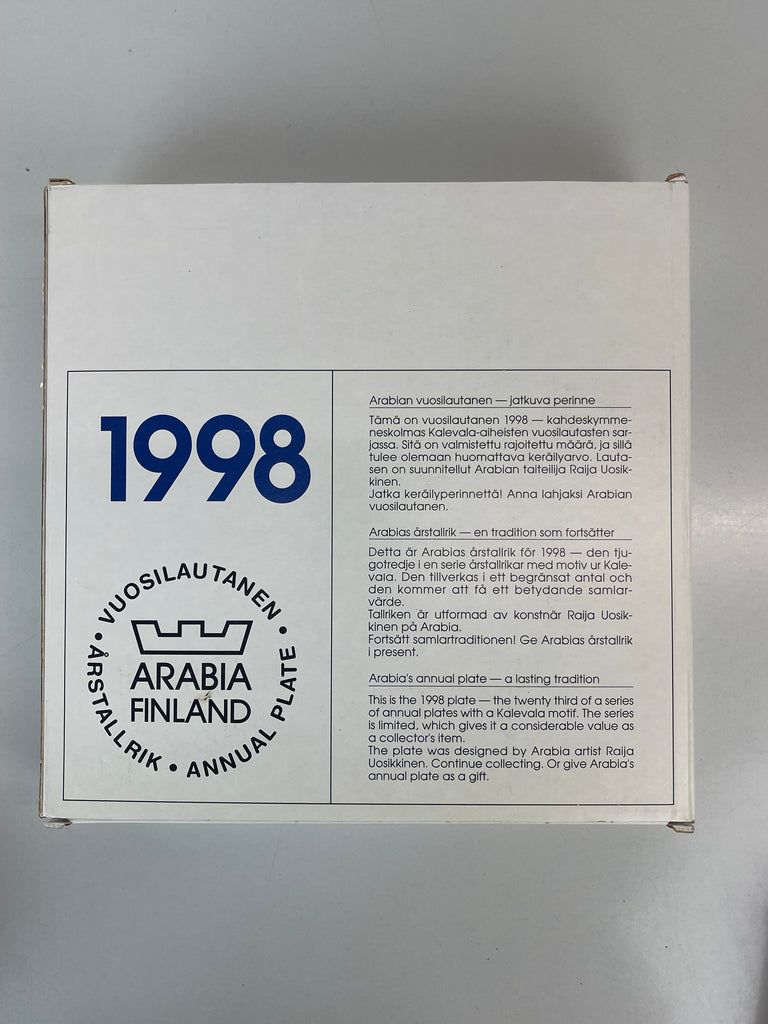 1998
VUOSILAUTANEN • ANNUAL PLATE • ÅRSTALLRIK •
ARABIA
FINLAND
Arabian vuosilautanen — jatkuva perinne
Tämä on vuosilautanen 1998 — kahdeskymme-
neskolmas Kalevala-aiheisten vuosilautasten sar-
jassa. Sitä on valmistettu rajoitettu määrä, ja sillä
tulee olemaan huomattava keräilyarvo. Lauta-
sen on suunnitellut Arabian taiteilija Raija Uosik-
kinen.
Jatka keräilyperinnettä! Anna lahjaksi Arabian
vuosilautanen.
Arabias årstallrik — en tradition som fortsätter
Detta är Arabias årstallrik för 1998 — den tju-
gotredje i en serie årstallrikar med motiv ur Kale-
vala. Den tillverkas i ett begränsat antal och
den kommer att få ett betydande samlar-
värde.
Tallriken är utformad av konstnär Raija Uosik-
kinen på Arabia.
Fortsätt samlartraditionen! Ge Arabias årstallrik
i present.
Arabia's annual plate — a lasting tradition
This is the 1998 plate — the twenty third of a series
of annual plates with a Kalevala motif. The series
is limited, which gives it a considerable value as
a collector's item.
The plate was designed by Arabia artist Raija
Uosikkinen. Continue collecting. Or give Arabia's
annual plate as a gift.